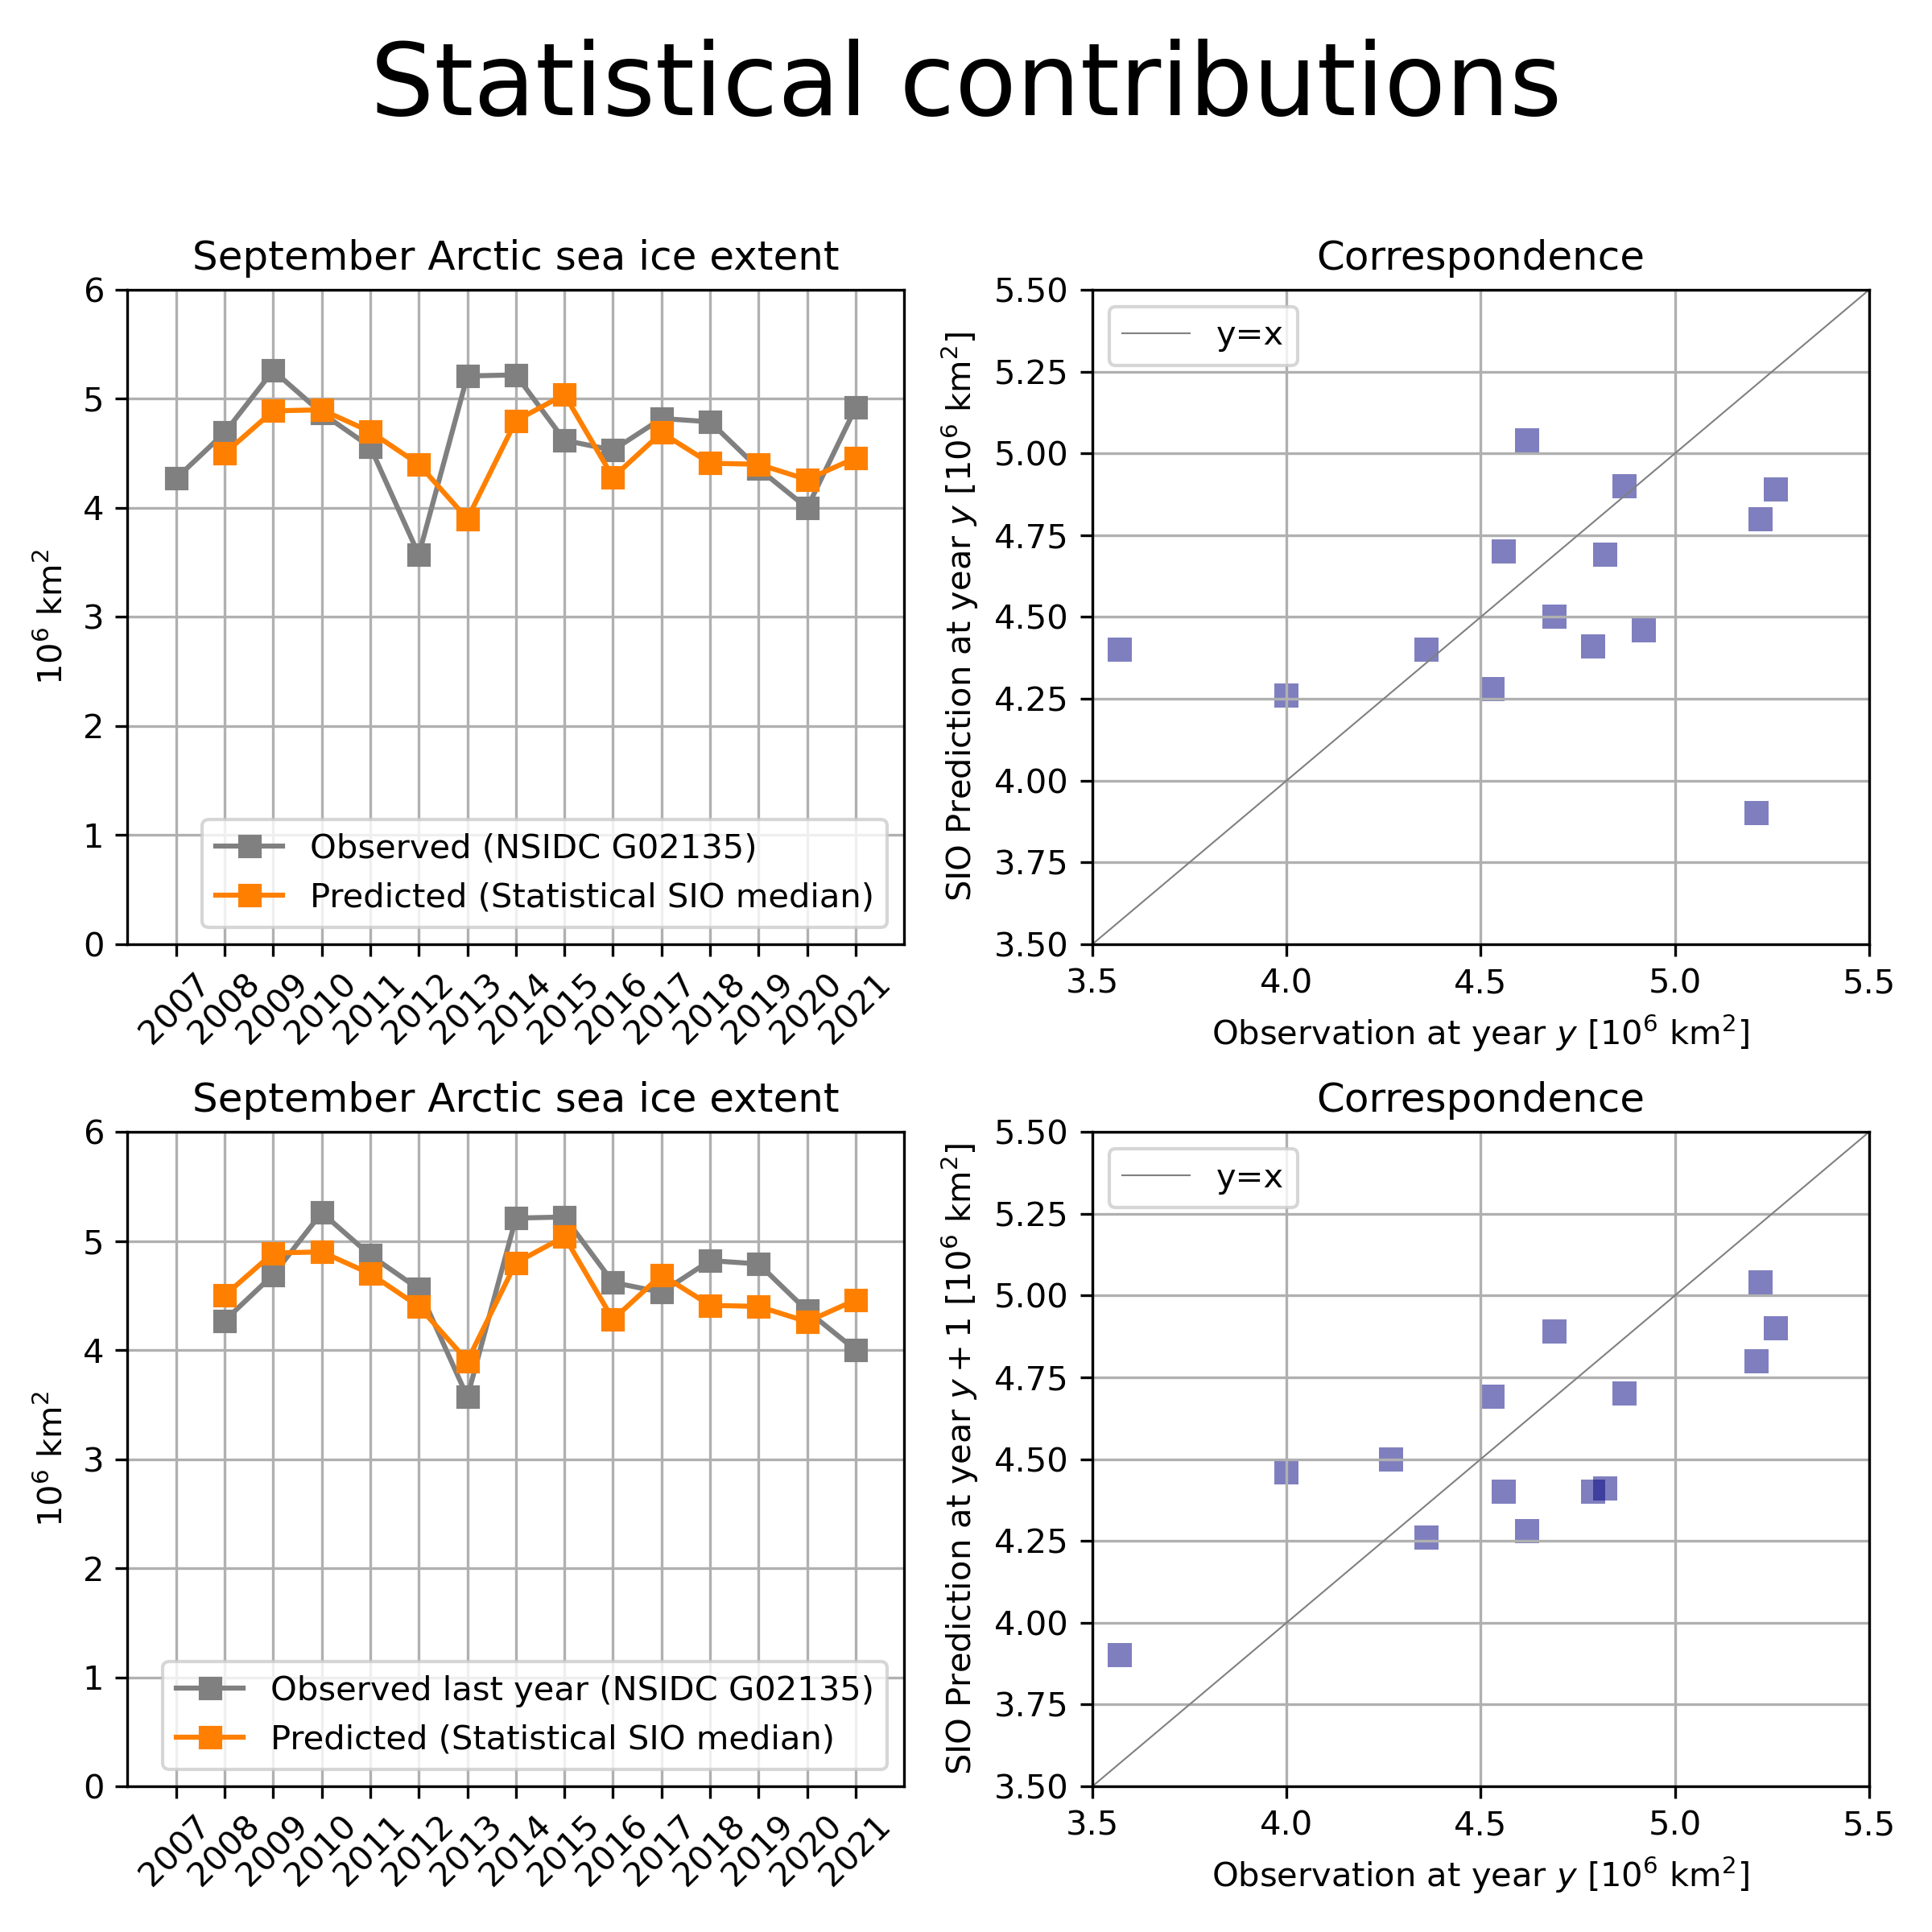 Statistical contributions
September Arctic sea ice extent
6
5
4
3
2
1
0
10⁶ km²
Observed (NSIDC G02135)
Predicted (Statistical SIO median)
2007 2008 2009 2010 2011 2012 2013 2014 2015 2016 2017 2018 2019 2020 2021
Correspondence
5.50
5.25
5.00
4.75
4.50
4.25
4.00
3.75
3.50
SIO Prediction at year y [10⁶ km²]
y=x
3.5 4.0 4.5 5.0 5.5
Observation at year y [10⁶ km²]
September Arctic sea ice extent
6
5
4
3
2
1
0
10⁶ km²
Observed last year (NSIDC G02135)
Predicted (Statistical SIO median)
2007 2008 2009 2010 2011 2012 2013 2014 2015 2016 2017 2018 2019 2020 2021
Correspondence
5.50
5.25
5.00
4.75
4.50
4.25
4.00
3.75
3.50
SIO Prediction at year y + 1 [10⁶ km²]
y=x
3.5 4.0 4.5 5.0 5.5
Observation at year y [10⁶ km²]